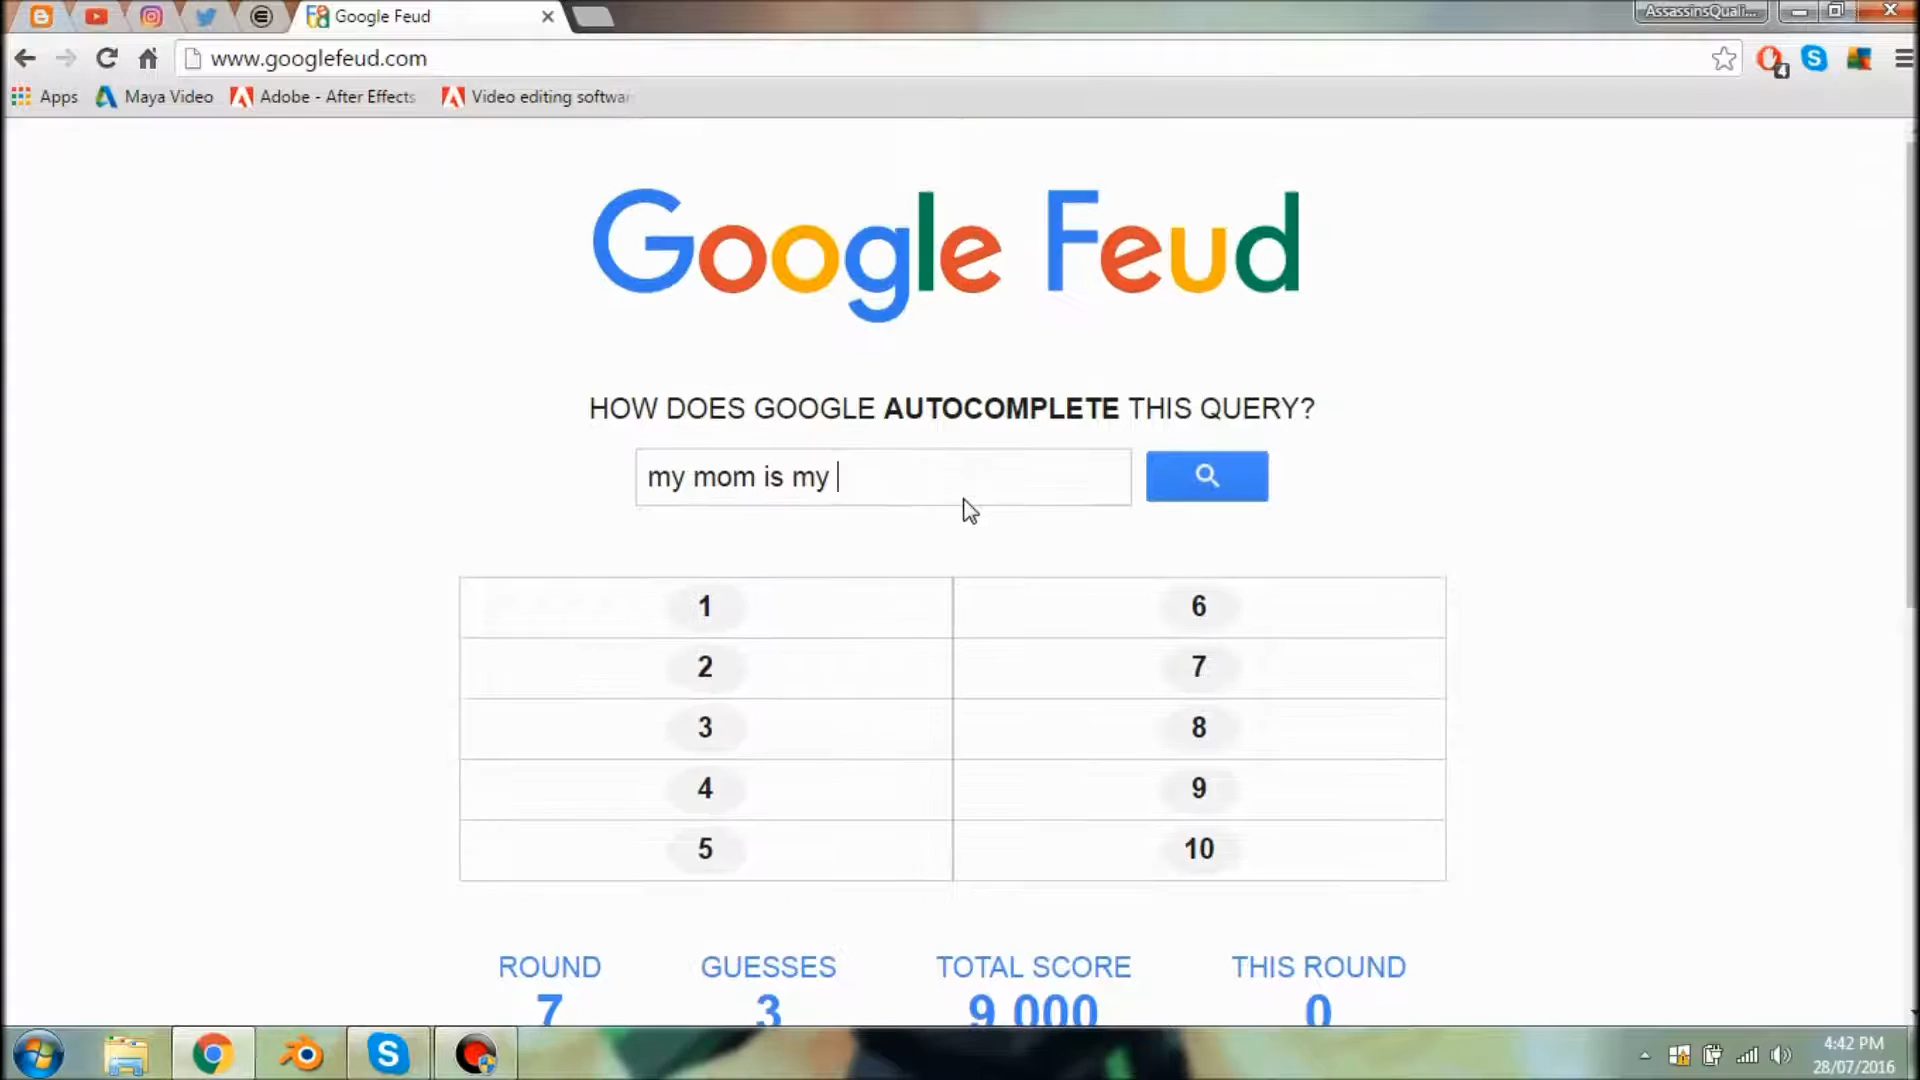 Google Feud
AssassinsQuali...
www.googlefeud.com
4
Apps
Maya Video
Adobe - After Effects
Video editing softwar
Google Feud
HOW DOES GOOGLE AUTOCOMPLETE THIS QUERY?
my mom is my
1
6
2
7
3
8
4
9
5
10
ROUND
GUESSES
TOTAL SCORE
THIS ROUND
7
3
9 000
0
4:42 PM
28/07/2016